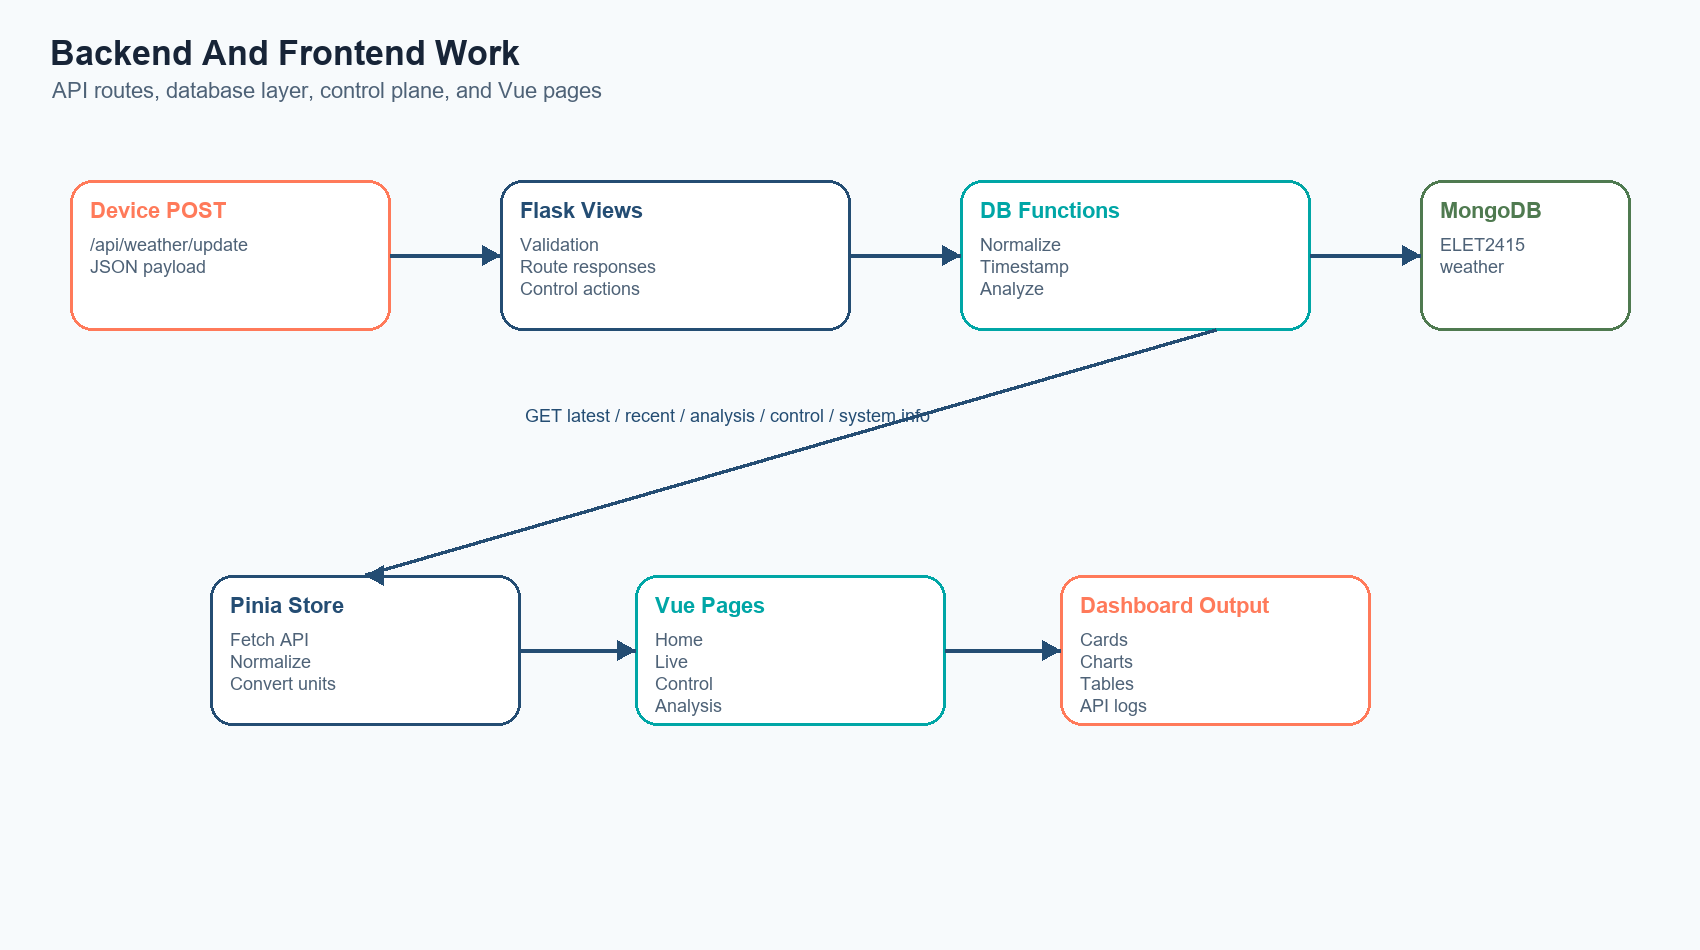 Backend And Frontend Work
API routes, database layer, control plane, and Vue pages
Device POST
/api/weather/update
JSON payload
Flask Views
Validation
Route responses
Control actions
DB Functions
Normalize
Timestamp
Analyze
MongoDB
ELET2415
weather
GET latest / recent / analysis / control / system info
Pinia Store
Fetch API
Normalize
Convert units
Vue Pages
Home
Live
Control
Analysis
Dashboard Output
Cards
Charts
Tables
API logs